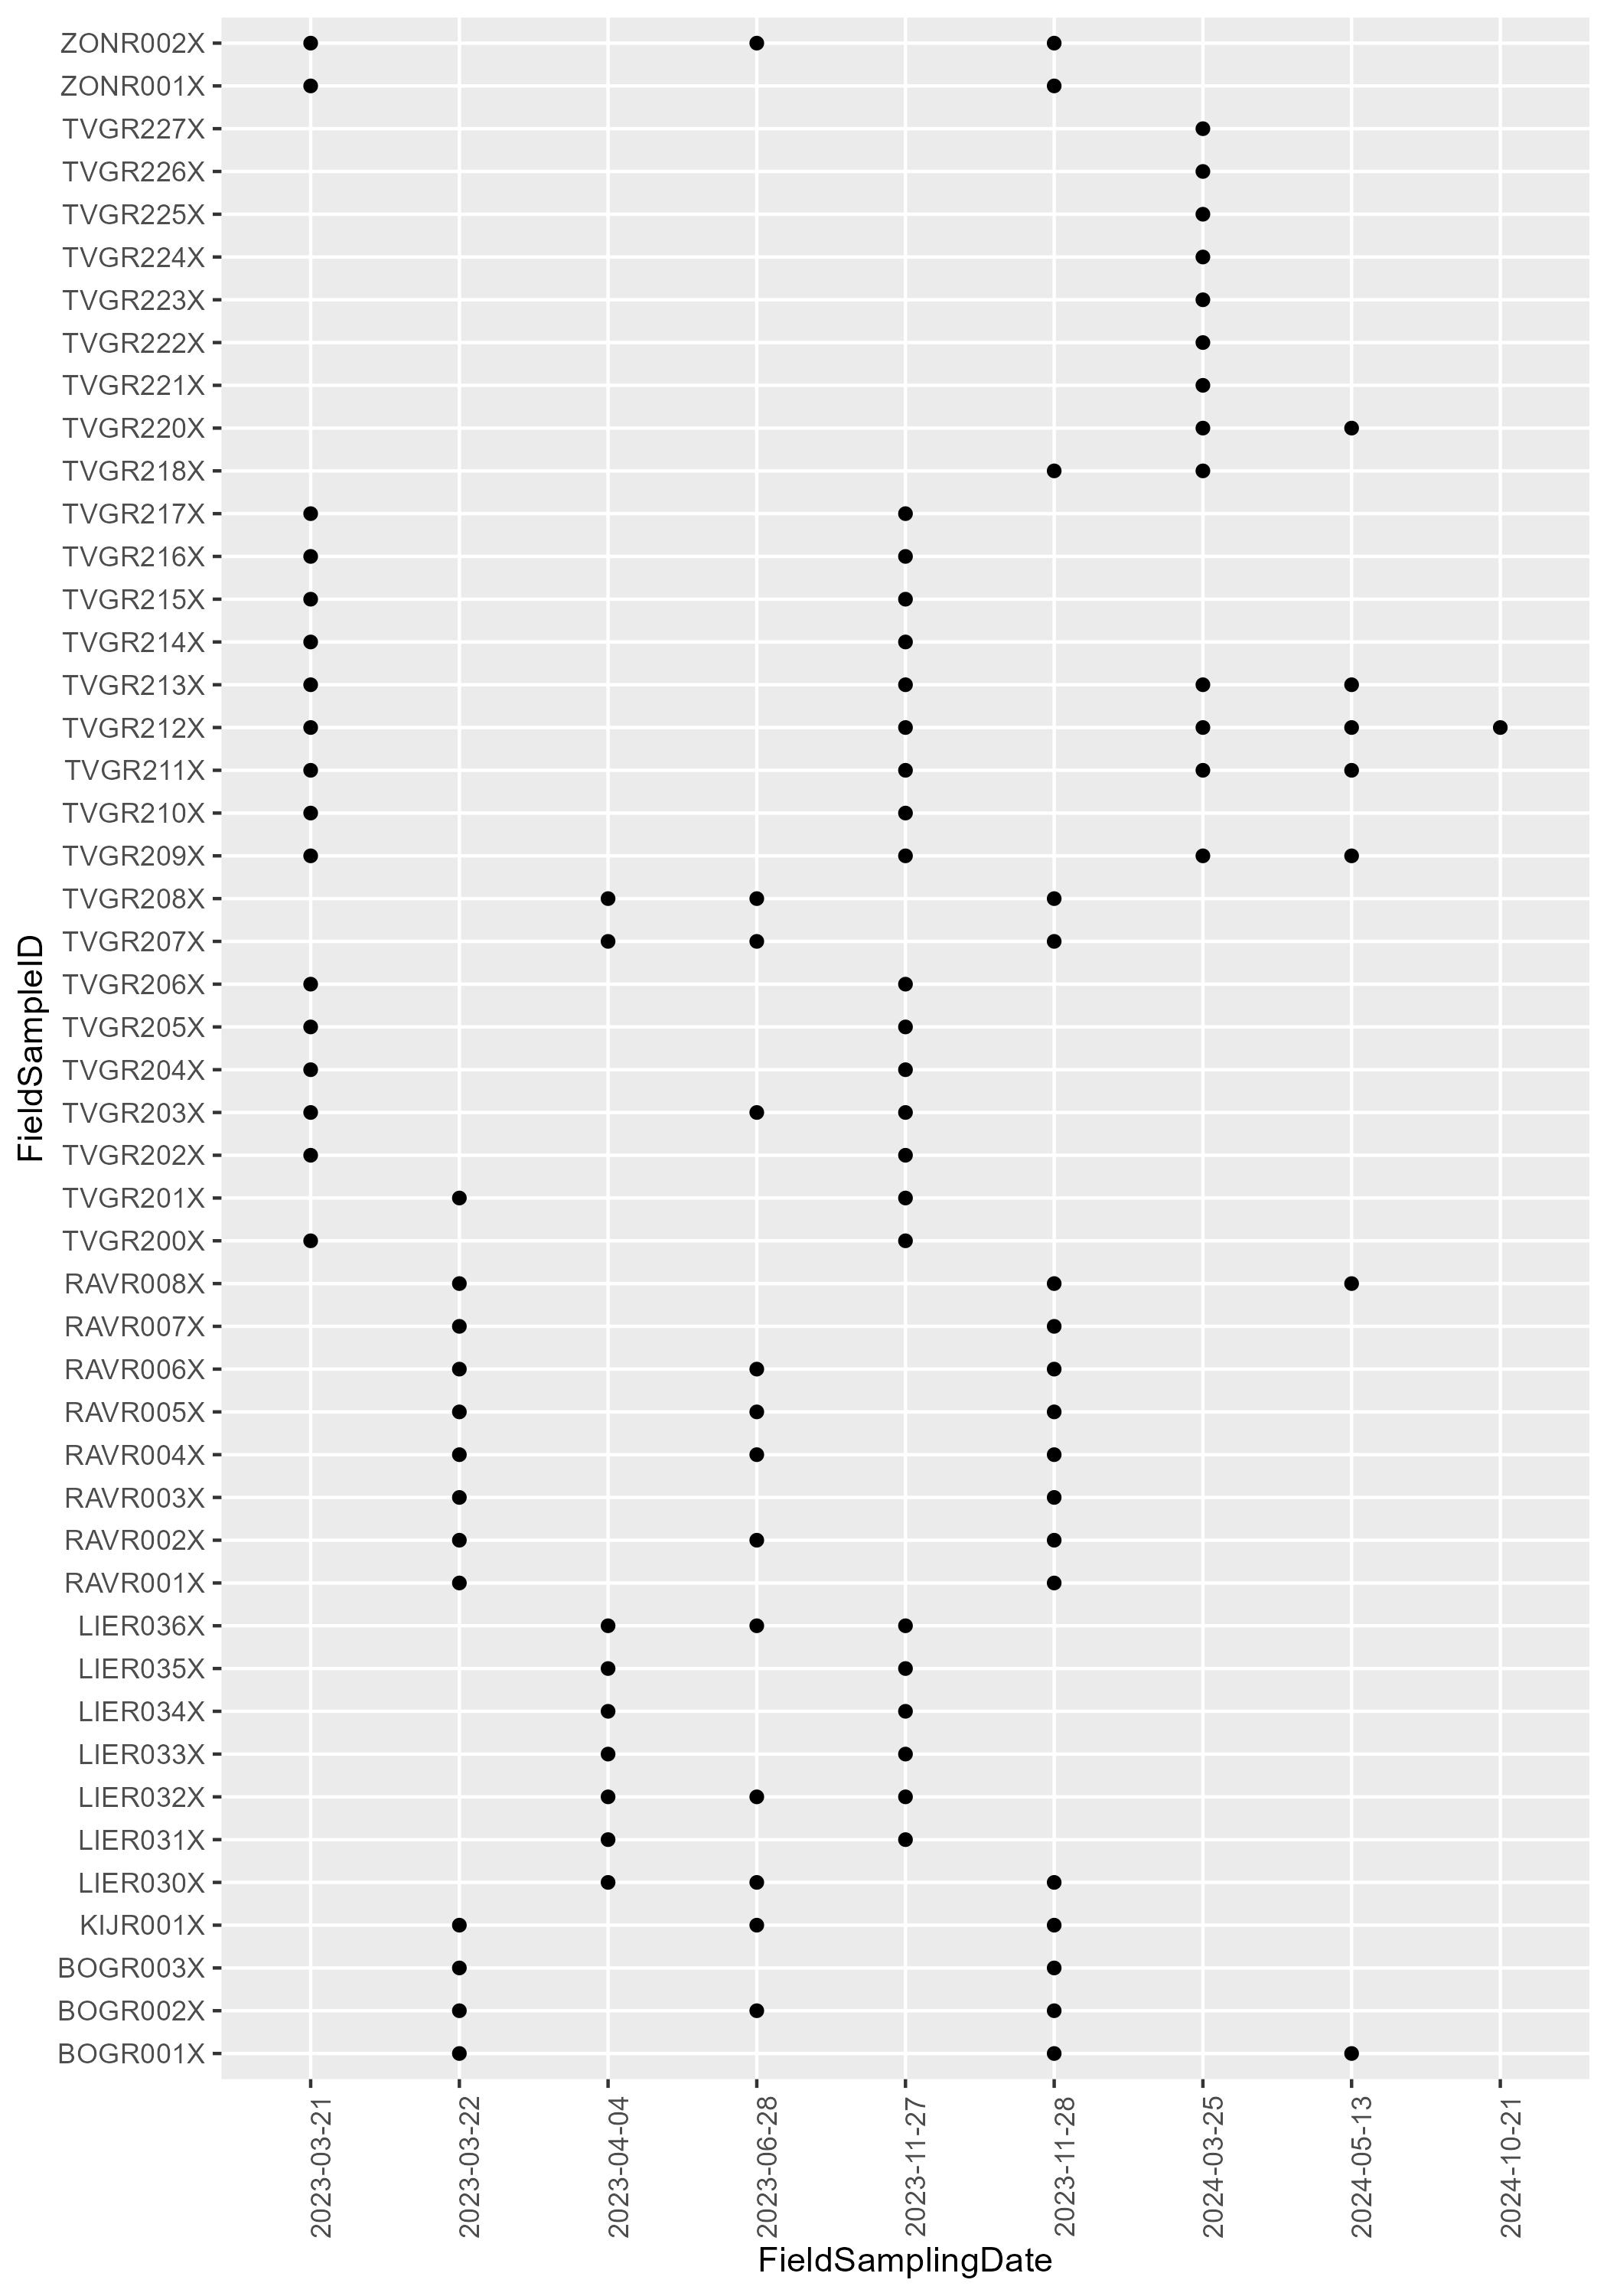 ZONR002X
ZONR001X
TVGR227X
TVGR226X
TVGR225X
TVGR224X
TVGR223X
TVGR222X
TVGR221X
TVGR220X
TVGR218X
TVGR217X
TVGR216X
TVGR215X
TVGR214X
TVGR213X
TVGR212X
TVGR211X
TVGR210X
TVGR209X
TVGR208X
TVGR207X
TVGR206X
TVGR205X
TVGR204X
TVGR203X
TVGR202X
TVGR201X
TVGR200X
RAVR008X
RAVR007X
RAVR006X
RAVR005X
RAVR004X
RAVR003X
RAVR002X
RAVR001X
LIER036X
LIER035X
LIER034X
LIER033X
LIER032X
LIER031X
LIER030X
KIJR001X
BOGR003X
BOGR002X
BOGR001X
FieldSampleID
2023-03-21
2023-03-22
2023-04-04
2023-06-28
2023-11-27
2023-11-28
2024-03-25
2024-05-13
2024-10-21
FieldSamplingDate